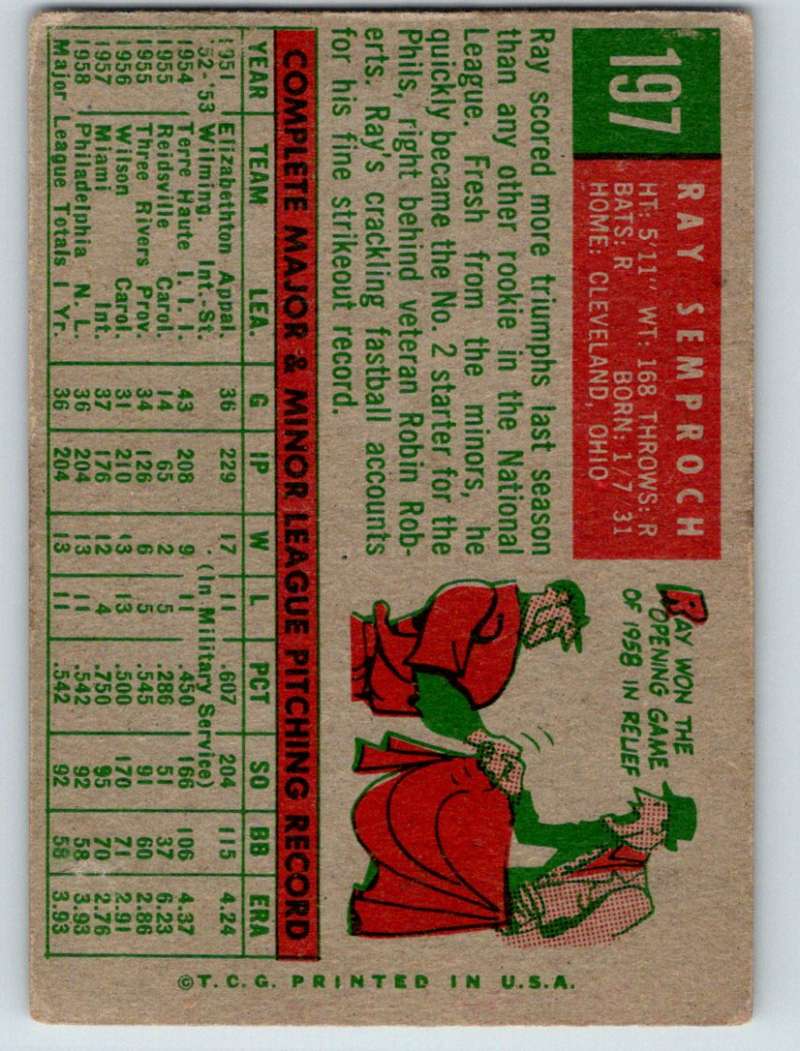 197
RAY SEMPROCH
HT: 5'11" WT: 168 THROWS: R
BATS: R BORN: 1/7 31
HOME: CLEVELAND, OHIO
Ray scored more triumphs last season
than any other rookie in the National
League. Fresh from the minors, he
quickly became the No. 2 starter for the
Phils, right behind veteran Robin Rob-
erts. Ray's crackling fastball accounts
for his fine strikeout record.
RAY WON THE
OPENING GAME
OF 1958 IN RELIEF
COMPLETE MAJOR & MINOR LEAGUE PITCHING RECORD
YEAR TEAM LEA. G IP W L PCT SO BB ERA
1951 Elizabethton Appal. 36 229 17 11 .607 204 115 4.24
'52-'53 Wilming. Int.-St. (In Military Service)
1954 Terre Haute I. I. I. 43 208 9 11 .450 166 106 4.37
1955 Reidsville Carol. 14 65 2 5 .286 51 37 6.23
1955 Three Rivers Prov. 34 126 6 5 .545 91 60 2.86
1956 Wilson Carol. 31 210 13 13 .500 170 71 2.91
1957 Miami Int. 37 176 12 4 .750 95 70 2.76
1958 Philadelphia N. L. 36 204 13 11 .542 92 58 3.93
Major League Totals 1 Yr. 36 204 13 11 .542 92 58 3.93
©T.C.G. PRINTED IN U.S.A.